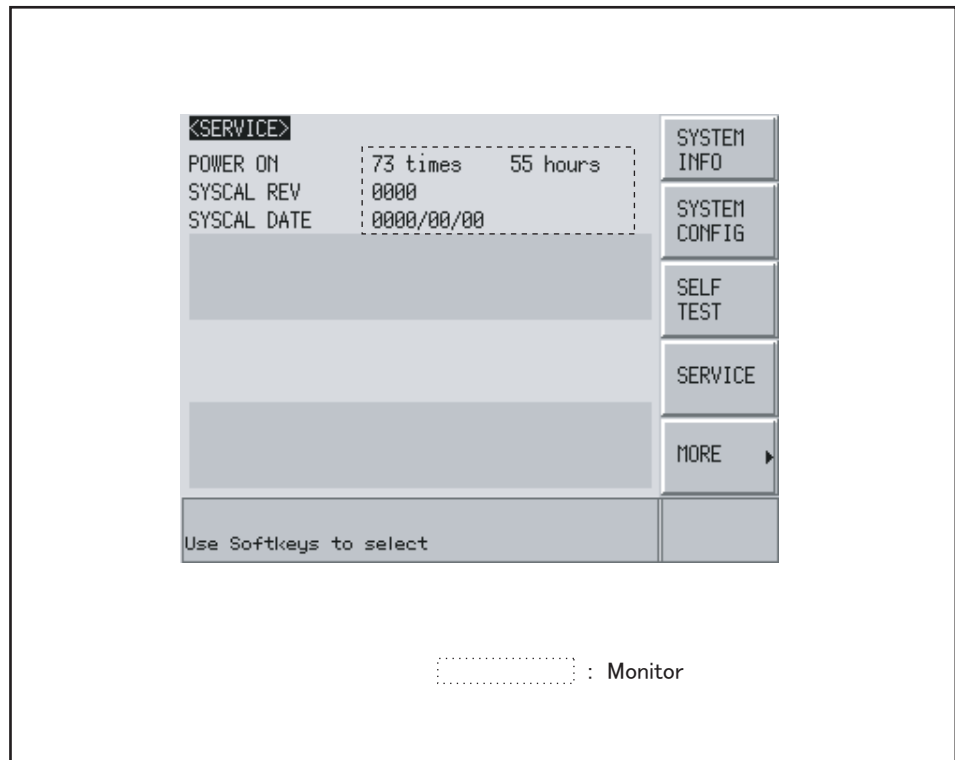 <SERVICE>
POWER ON 73 times 55 hours
SYSCAL REV 0000
SYSCAL DATE 0000/00/00
SYSTEM
INFO
SYSTEM
CONFIG
SELF
TEST
SERVICE
MORE
Use Softkeys to select
: Monitor